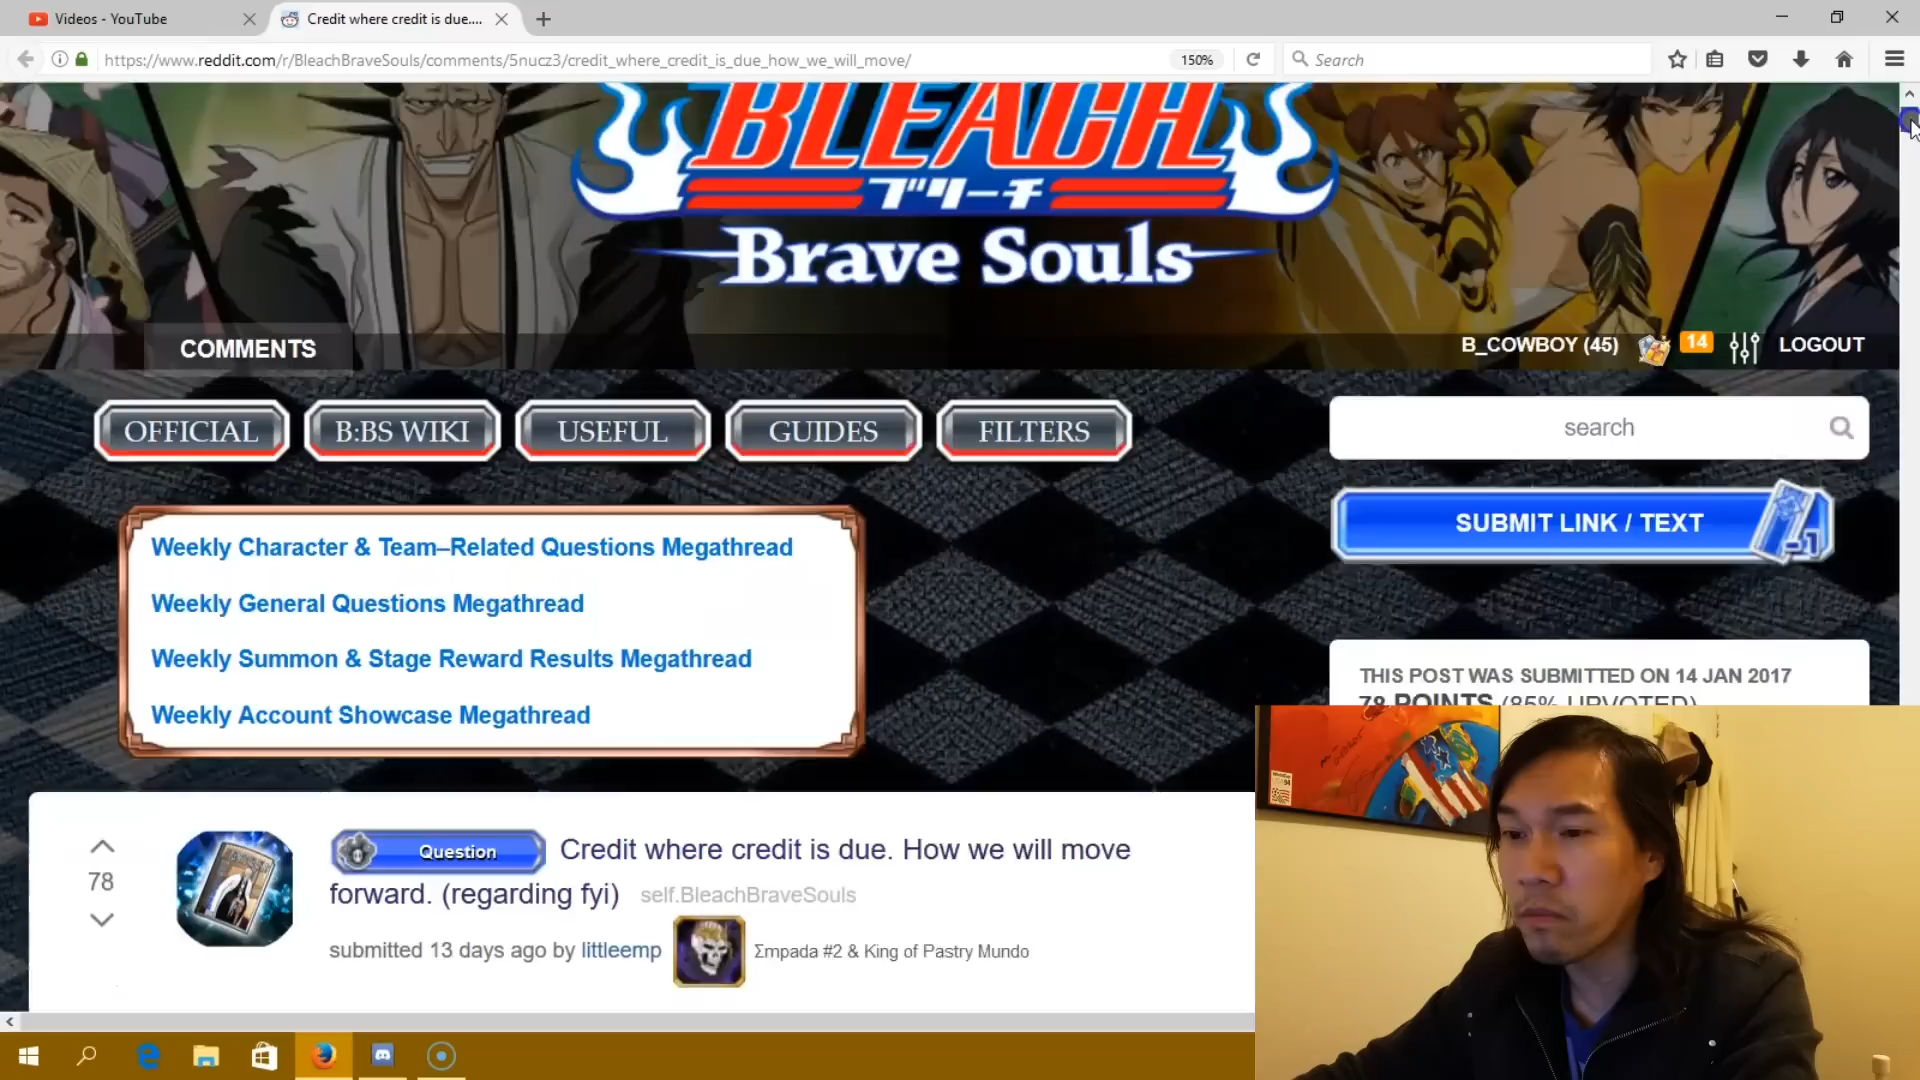 Videos - YouTube
Credit where credit is due....
https://www.reddit.com/r/BleachBraveSouls/comments/5nucz3/credit_where_credit_is_due_how_we_will_move/
150%
Search
BLEACH
ブリーチ
Brave Souls
COMMENTS
B_COWBOY (45)
14
LOGOUT
OFFICIAL
B:BS WIKI
USEFUL
GUIDES
FILTERS
search
SUBMIT LINK / TEXT
-1
Weekly Character & Team–Related Questions Megathread
Weekly General Questions Megathread
Weekly Summon & Stage Reward Results Megathread
Weekly Account Showcase Megathread
THIS POST WAS SUBMITTED ON 14 JAN 2017
78 POINTS (85% UPVOTED)
78
Question
Credit where credit is due. How we will move
forward. (regarding fyi) self.BleachBraveSouls
submitted 13 days ago by littleemp
Σmpada #2 & King of Pastry Mundo